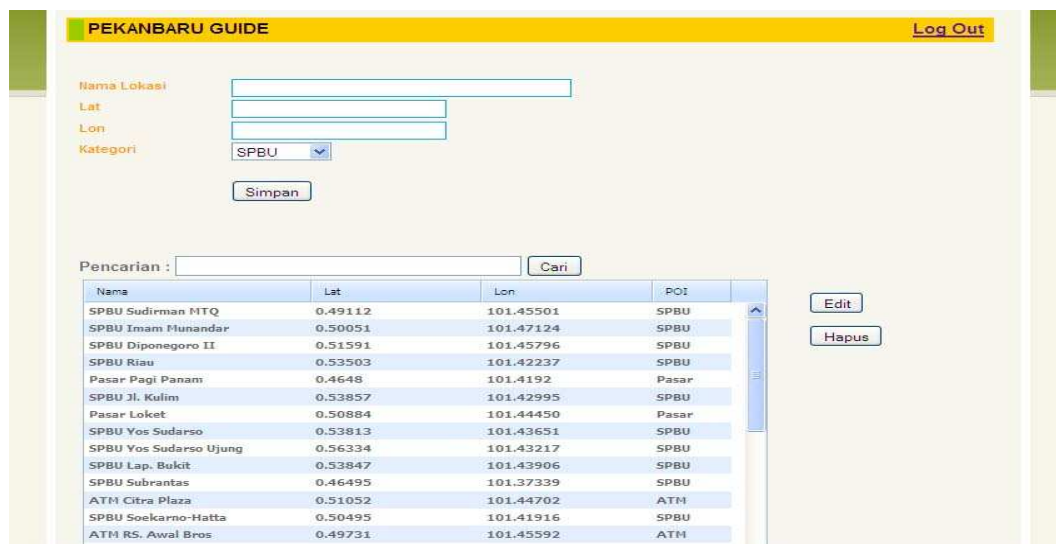 PEKANBARU GUIDE Log Out
Nama Lokasi
Lat
Lon
Kategori SPBU
Simpan
Pencarian : Cari
Nama Lat Lon POI
SPBU Sudirman MTQ 0.49112 101.45501 SPBU
SPBU Imam Munandar 0.50051 101.47124 SPBU
SPBU Diponegoro II 0.51591 101.45796 SPBU
SPBU Riau 0.53503 101.42237 SPBU
Pasar Pagi Panam 0.4648 101.4192 Pasar
SPBU Jl. Kulim 0.53857 101.42995 SPBU
Pasar Loket 0.50884 101.44450 Pasar
SPBU Yos Sudarso 0.53813 101.43651 SPBU
SPBU Yos Sudarso Ujung 0.56334 101.43217 SPBU
SPBU Lap. Bukit 0.53847 101.43906 SPBU
SPBU Subrantas 0.46495 101.37339 SPBU
ATM Citra Plaza 0.51052 101.44702 ATM
SPBU Soekarno-Hatta 0.50495 101.41916 SPBU
ATM RS. Awal Bros 0.49731 101.45592 ATM
Edit
Hapus